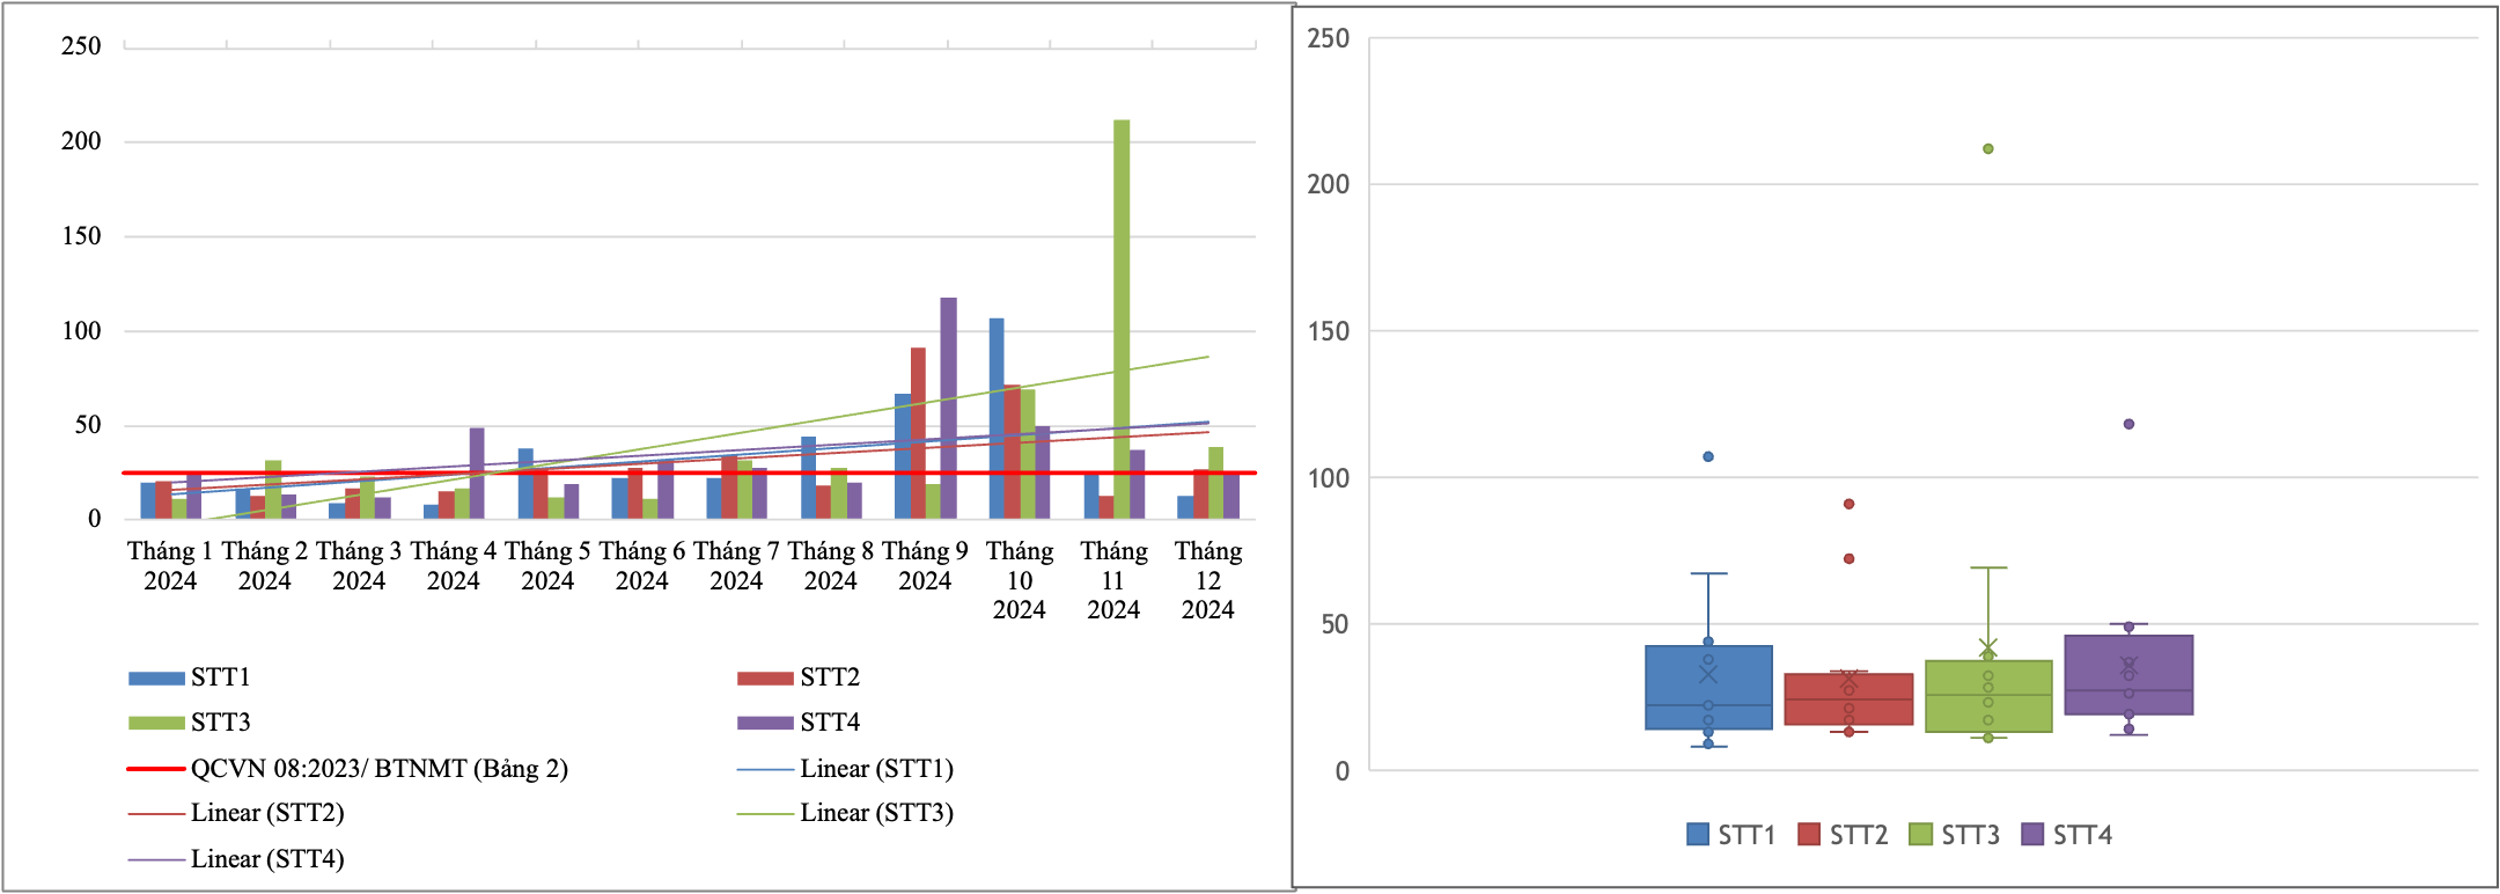 250
200
150
100
50
0
Tháng 1 2024
Tháng 2 2024
Tháng 3 2024
Tháng 4 2024
Tháng 5 2024
Tháng 6 2024
Tháng 7 2024
Tháng 8 2024
Tháng 9 2024
Tháng 10 2024
Tháng 11 2024
Tháng 12 2024
STT1
STT2
STT3
STT4
QCVN 08:2023/ BTNMT (Bảng 2)
Linear (STT1)
Linear (STT2)
Linear (STT3)
Linear (STT4)
250
200
150
100
50
0
STT1 STT2 STT3 STT4